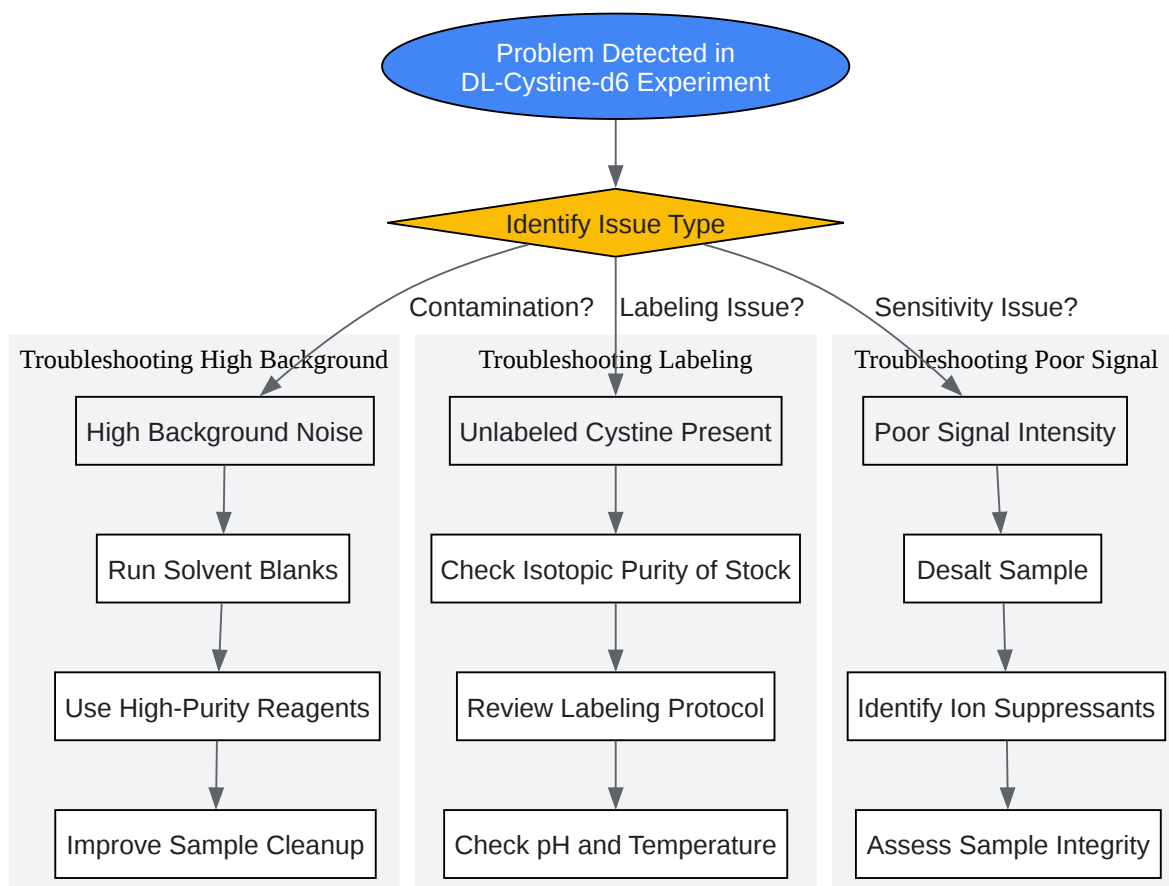 Problem Detected in
DL-Cystine-d6 Experiment
Identify Issue Type
Contamination?
Labeling Issue?
Sensitivity Issue?
Troubleshooting High Background
Troubleshooting Labeling
Troubleshooting Poor Signal
High Background Noise
Unlabeled Cystine Present
Poor Signal Intensity
Run Solvent Blanks
Check Isotopic Purity of Stock
Desalt Sample
Use High-Purity Reagents
Review Labeling Protocol
Identify Ion Suppressants
Improve Sample Cleanup
Check pH and Temperature
Assess Sample Integrity